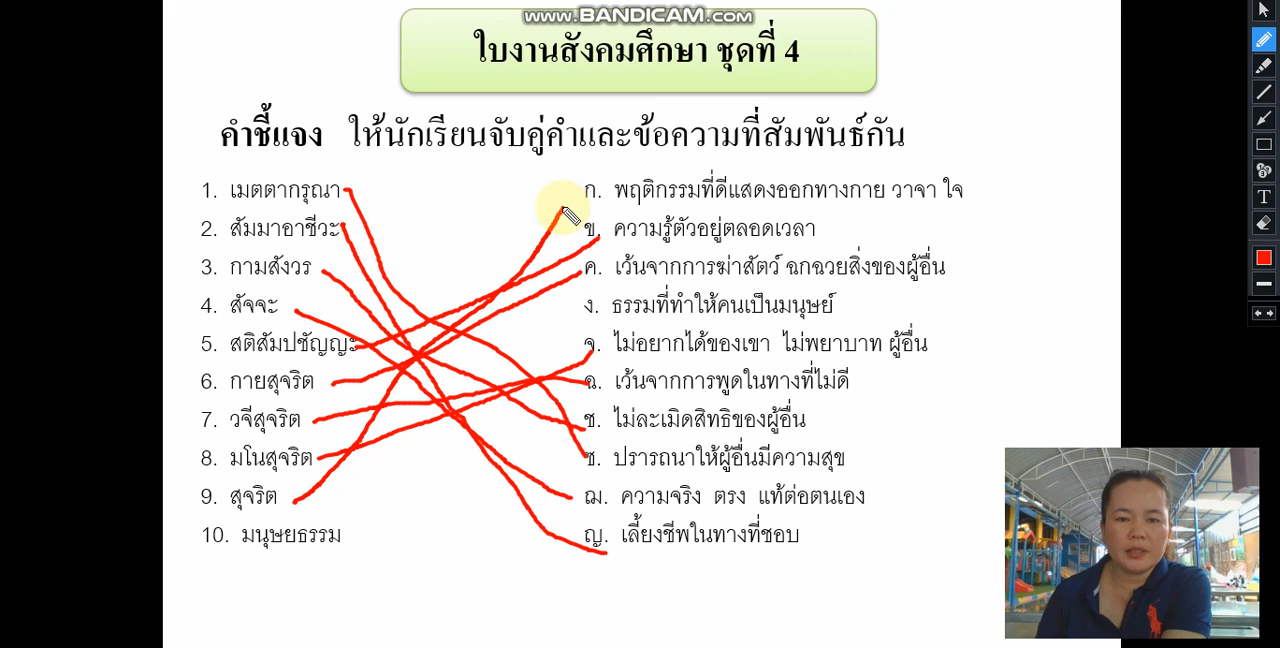 WWW.BANDICAM.COM
ใบงานสังคมศึกษา ชุดที่ 4
คำชี้แจง ให้นักเรียนจับคู่คำและข้อความที่สัมพันธ์กัน
1. เมตตากรุณา ก. พฤติกรรมที่ดีแสดงออกทางกาย วาจา ใจ
2. สัมมาอาชีวะ ข. ความรู้ตัวอยู่ตลอดเวลา
3. กามสังวร ค. เว้นจากการฆ่าสัตว์ ฉกฉวยสิ่งของผู้อื่น
4. สัจจะ ง. ธรรมที่ทำให้คนเป็นมนุษย์
5. สติสัมปชัญญะ จ. ไม่อยากได้ของเขา ไม่พยาบาท ผู้อื่น
6. กายสุจริต ฉ. เว้นจากการพูดในทางที่ไม่ดี
7. วจีสุจริต ช. ไม่ละเมิดสิทธิของผู้อื่น
8. มโนสุจริต ซ. ปรารถนาให้ผู้อื่นมีความสุข
9. สุจริต ฌ. ความจริง ตรง แท้ต่อตนเอง
10. มนุษยธรรม ญ. เลี้ยงชีพในทางที่ชอบ